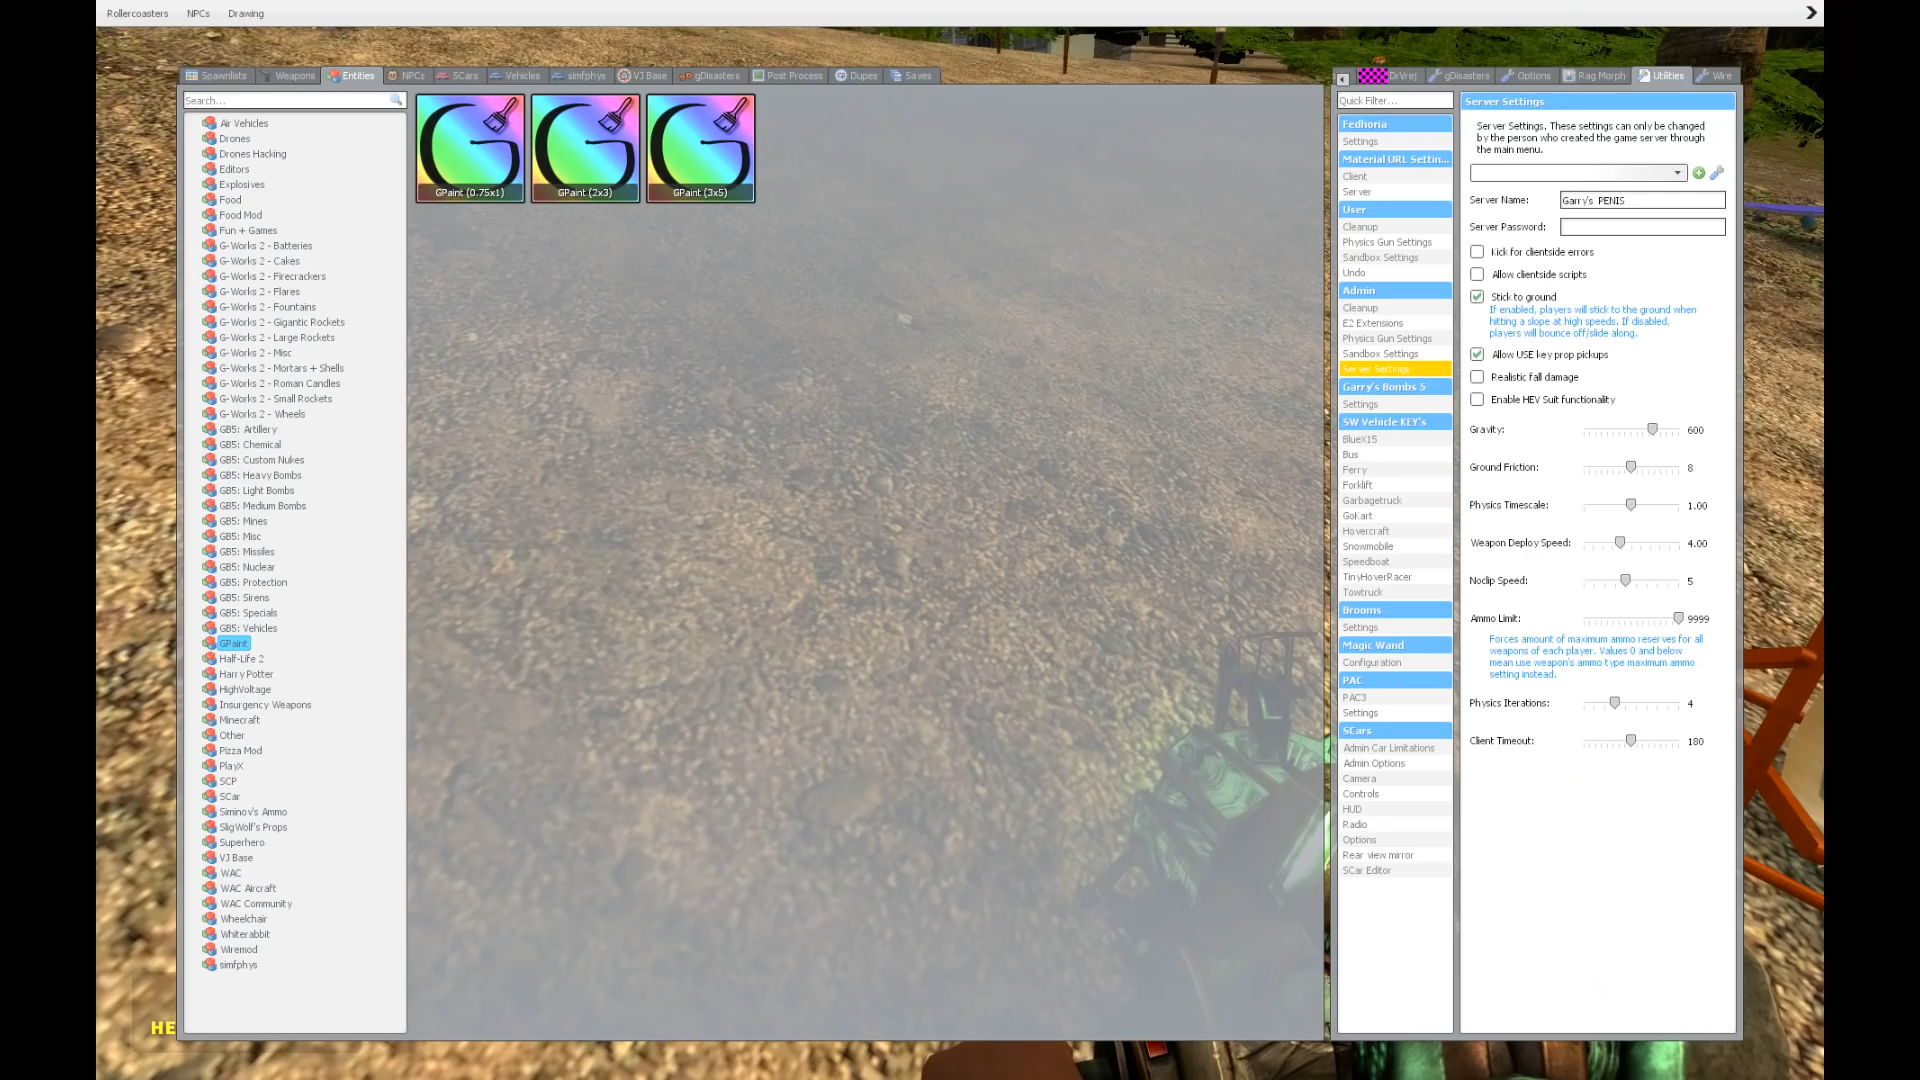 Rollercoasters NPCs Drawing
Spawnlists Weapons Entities NPCs SCars Vehicles simfphys VJ Base gDisasters Post Process Dupes Saves
DrVrej gDisasters Options Rag Morph Utilities Wire
Search...
Air Vehicles
Drones
Drones Hacking
Editors
Explosives
Food
Food Mod
Fun + Games
G-Works 2 - Batteries
G-Works 2 - Cakes
G-Works 2 - Firecrackers
G-Works 2 - Flares
G-Works 2 - Fountains
G-Works 2 - Gigantic Rockets
G-Works 2 - Large Rockets
G-Works 2 - Misc
G-Works 2 - Mortars + Shells
G-Works 2 - Roman Candles
G-Works 2 - Small Rockets
G-Works 2 - Wheels
GB5: Artillery
GB5: Chemical
GB5: Custom Nukes
GB5: Heavy Bombs
GB5: Light Bombs
GB5: Medium Bombs
GB5: Mines
GB5: Misc
GB5: Missiles
GB5: Nuclear
GB5: Protection
GB5: Sirens
GB5: Specials
GB5: Vehicles
GPaint
Half-Life 2
Harry Potter
HighVoltage
Insurgency Weapons
Minecraft
Other
Pizza Mod
PlayX
SCP
SCar
Siminov's Ammo
SligWolf's Props
Superhero
VJ Base
WAC
WAC Aircraft
WAC Community
Wheelchair
Whiterabbit
Wiremod
simfphys
HE
GPaint (0.75x1) GPaint (2x3) GPaint (3x5)
Quick Filter...
Fedhoria
Settings
Material URL Settin...
Client
Server
User
Cleanup
Physics Gun Settings
Sandbox Settings
Undo
Admin
Cleanup
E2 Extensions
Physics Gun Settings
Sandbox Settings
Server Settings
Garry's Bombs 5
Settings
SW Vehicle KEY's
BlueX15
Bus
Ferry
Forklift
Garbagetruck
GoKart
Hovercraft
Snowmobile
Speedboat
TinyHoverRacer
Towtruck
Brooms
Settings
Magic Wand
Configuration
PAC
PAC3
Settings
SCars
Admin Car Limitations
Admin Options
Camera
Controls
HUD
Radio
Options
Rear view mirror
SCar Editor
Server Settings
Server Settings. These settings can only be changed
by the person who created the game server through
the main menu.
Server Name: Garry's PENIS
Server Password:
Kick for clientside errors
Allow clientside scripts
Stick to ground
If enabled, players will stick to the ground when
hitting a slope at high speeds. If disabled,
players will bounce off/slide along.
Allow USE key prop pickups
Realistic fall damage
Enable HEV Suit functionality
Gravity: 600
Ground Friction: 8
Physics Timescale: 1.00
Weapon Deploy Speed: 4.00
Noclip Speed: 5
Ammo Limit: 9999
Forces amount of maximum ammo reserves for all
weapons of each player. Values 0 and below
mean use weapon's ammo type maximum ammo
setting instead.
Physics Iterations: 4
Client Timeout: 180